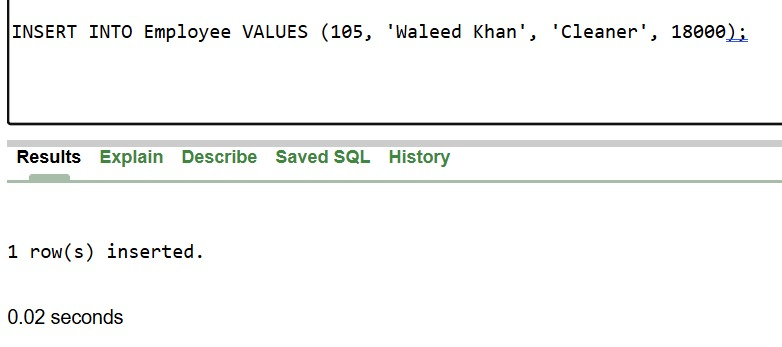 INSERT INTO Employee VALUES (105, 'Waleed Khan', 'Cleaner', 18000);
Results Explain Describe Saved SQL History
1 row(s) inserted.
0.02 seconds